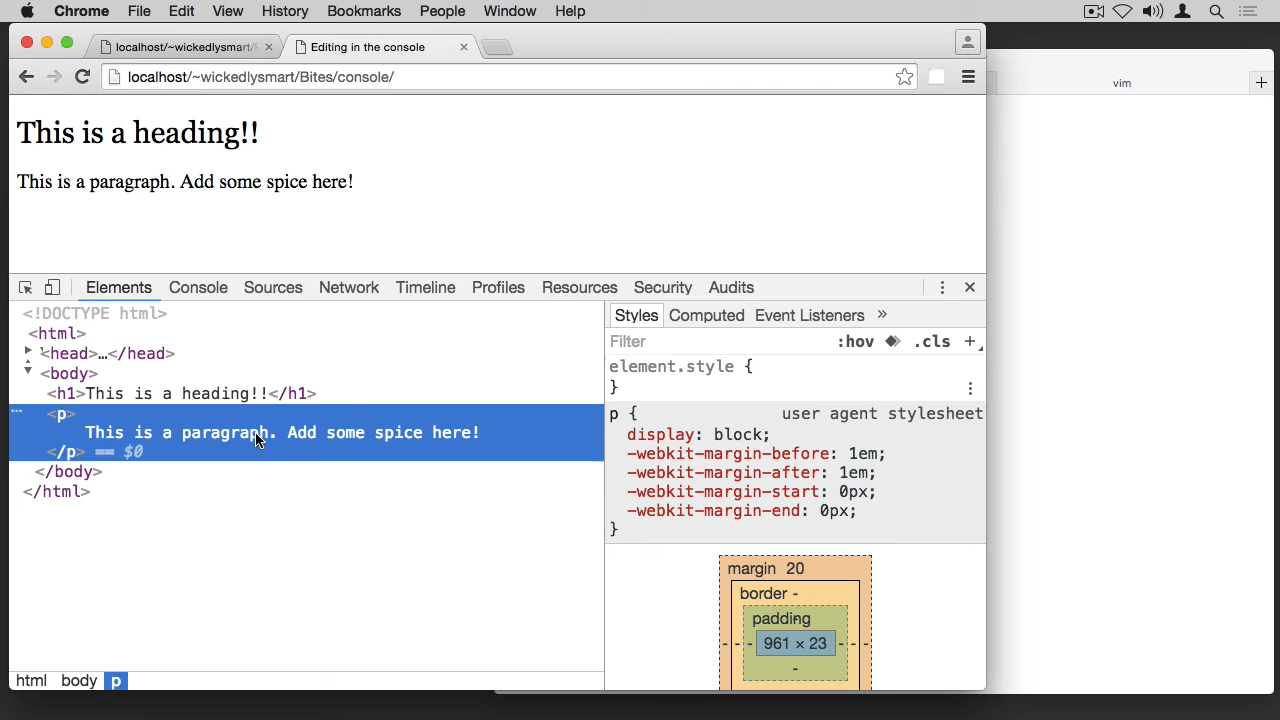 Chrome File Edit View History Bookmarks People Window Help
localhost/~wickedlysmart/ Editing in the console
localhost/~wickedlysmart/Bites/console/
vim
This is a heading!!
This is a paragraph. Add some spice here!
Elements Console Sources Network Timeline Profiles Resources Security Audits
<!DOCTYPE html>
<html>
<head>…</head>
<body>
<h1>This is a heading!!</h1>
<p>
This is a paragraph. Add some spice here!
</p> == $0
</body>
</html>
html body p
Styles Computed Event Listeners »
Filter :hov .cls +
element.style {
}
p { user agent stylesheet
display: block;
-webkit-margin-before: 1em;
-webkit-margin-after: 1em;
-webkit-margin-start: 0px;
-webkit-margin-end: 0px;
}
margin 20
border -
padding -
- - - 961 × 23 - - -
-